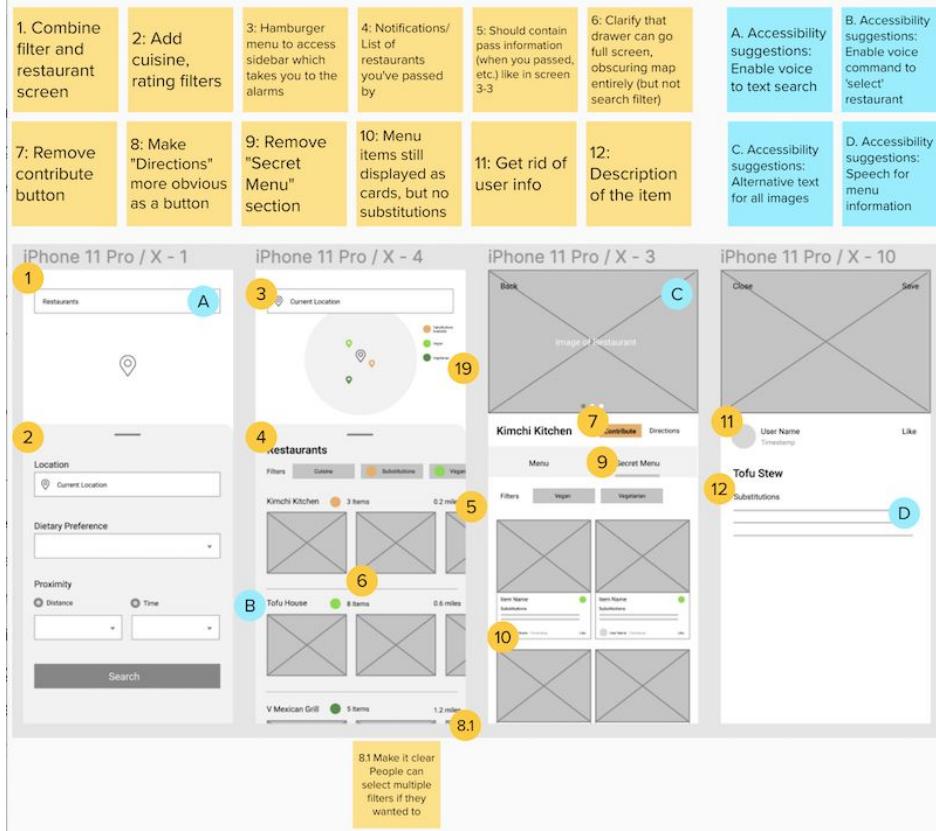 1. Combine
filter and
restaurant
screen
2: Add
cuisine,
rating filters
3: Hamburger
menu to access
sidebar which
takes you to the
alarms
4: Notifications/
List of
restaurants
you've passed
by
5: Should contain
pass information
(when you passed,
etc.) like in screen
3-3
6: Clarify that
drawer can go
full screen,
obscuring map
entirely (but not
search filter)
A. Accessibility
suggestions:
Enable voice
to text search
B. Accessibility
suggestions:
Enable voice
command to
'select'
restaurant
7: Remove
contribute
button
8: Make
"Directions"
more obvious
as a button
9: Remove
"Secret
Menu"
section
10: Menu
items still
displayed as
cards, but no
substitutions
11: Get rid of
user info
12:
Description
of the item
C. Accessibility
suggestions:
Alternative text
for all images
D. Accessibility
suggestions:
Speech for
menu
information
iPhone 11 Pro / X - 1
1
Restaurants
A
2
Location
Current Location
Dietary Preference
Proximity
Distance
Time
Search
iPhone 11 Pro / X - 4
3
Current Location
Substitutions
Available
Vegan
Vegetarian
19
4
Restaurants
Filters
Cuisine
Substitutions
Vegan
Kimchi Kitchen
3 Items
0.2 miles
5
6
B
Tofu House
8 Items
0.6 miles
V Mexican Grill
5 Items
1.2 miles
8.1
8.1 Make it clear
People can
select multiple
filters if they
wanted to
iPhone 11 Pro / X - 3
Back
C
Image of Restaurant
7
Kimchi Kitchen
Contribute
Directions
Menu
9
Secret Menu
Filters
Vegan
Vegetarian
Item Name
Substitutions
Item Name
Substitutions
10
Like
User Name
Like
iPhone 11 Pro / X - 10
Close
Save
11
User Name
Timestamp
Like
Tofu Stew
12
Substitutions
D